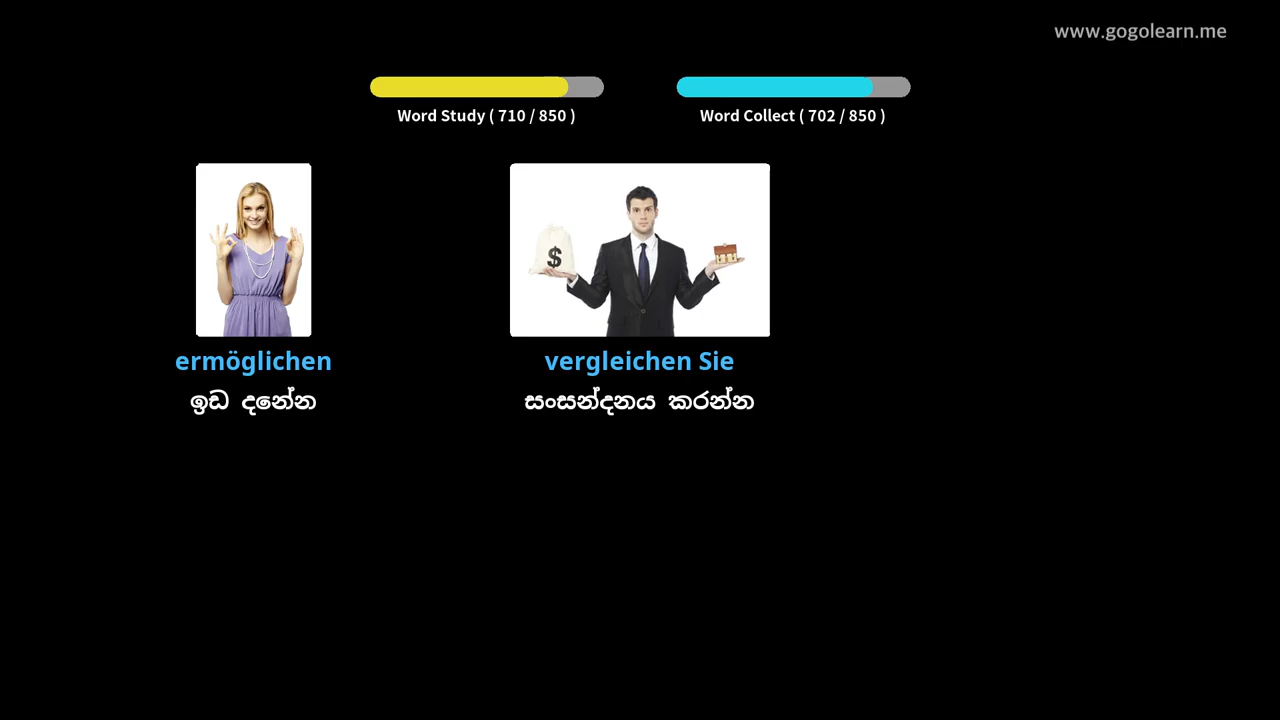 www.gogolearn.me
Word Study ( 710 / 850 )
Word Collect ( 702 / 850 )
$
ermöglichen
vergleichen Sie
ඉඩ දෙන්න
සංසන්දනය කරන්න